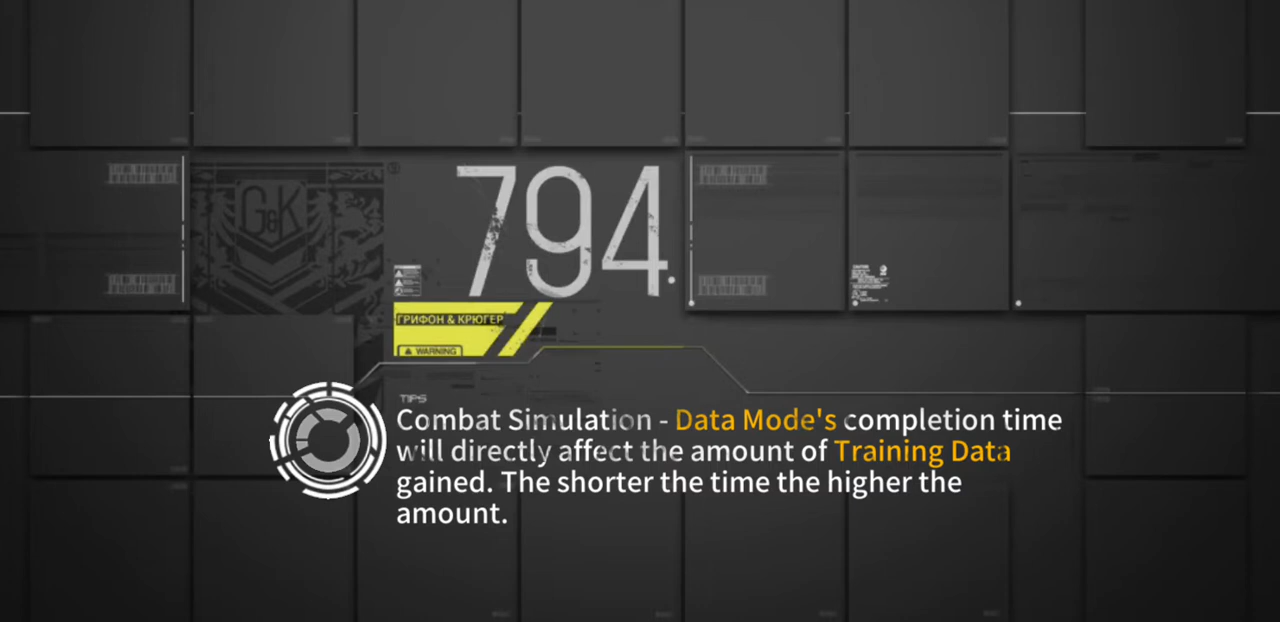 G&K
794.
ГРИФОН & КРЮГЕР
WARNING
TIPS
Combat Simulation - Data Mode's completion time
will directly affect the amount of Training Data
gained. The shorter the time the higher the
amount.